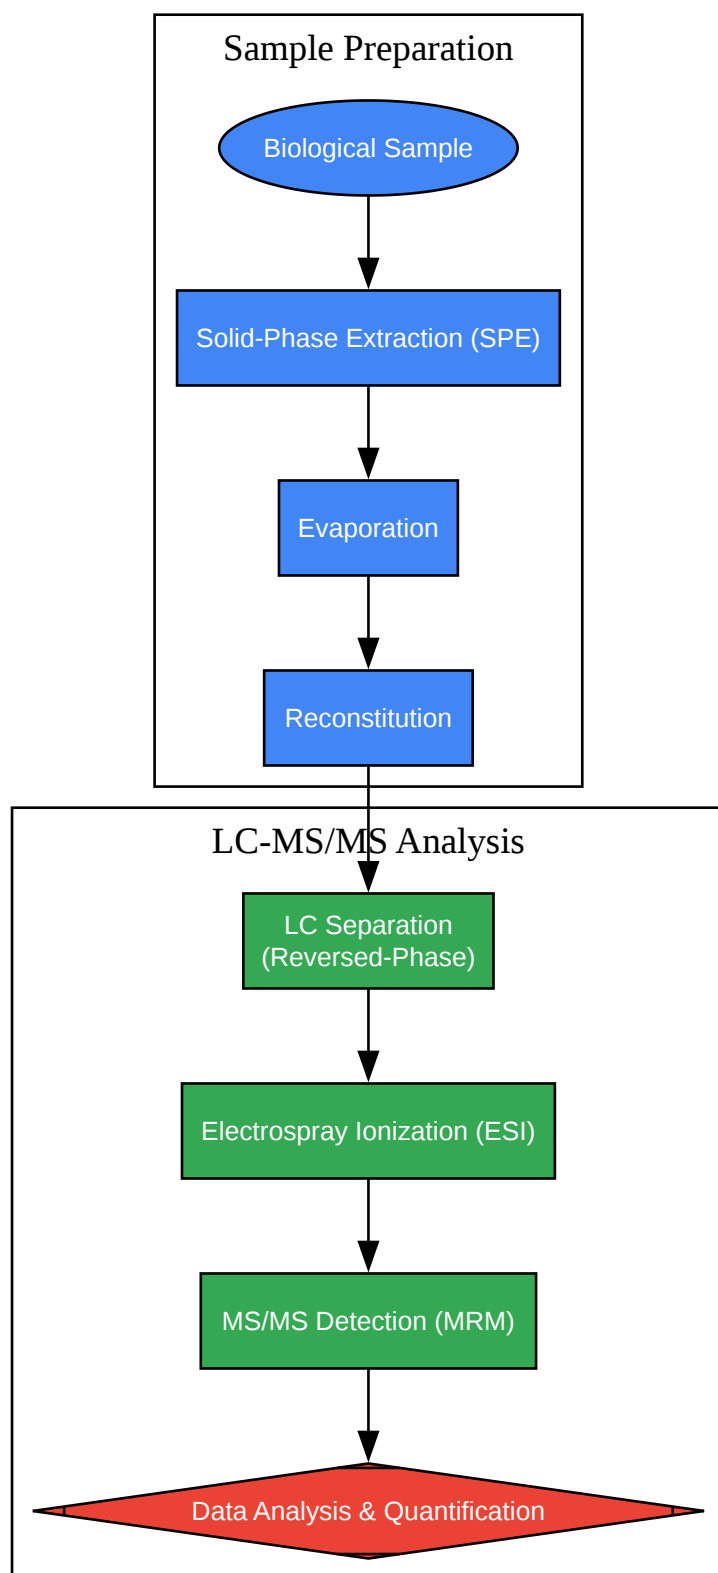 Sample Preparation
Biological Sample
Solid-Phase Extraction (SPE)
Evaporation
Reconstitution
LC-MS/MS Analysis
LC Separation
(Reversed-Phase)
Electrospray Ionization (ESI)
MS/MS Detection (MRM)
Data Analysis & Quantification